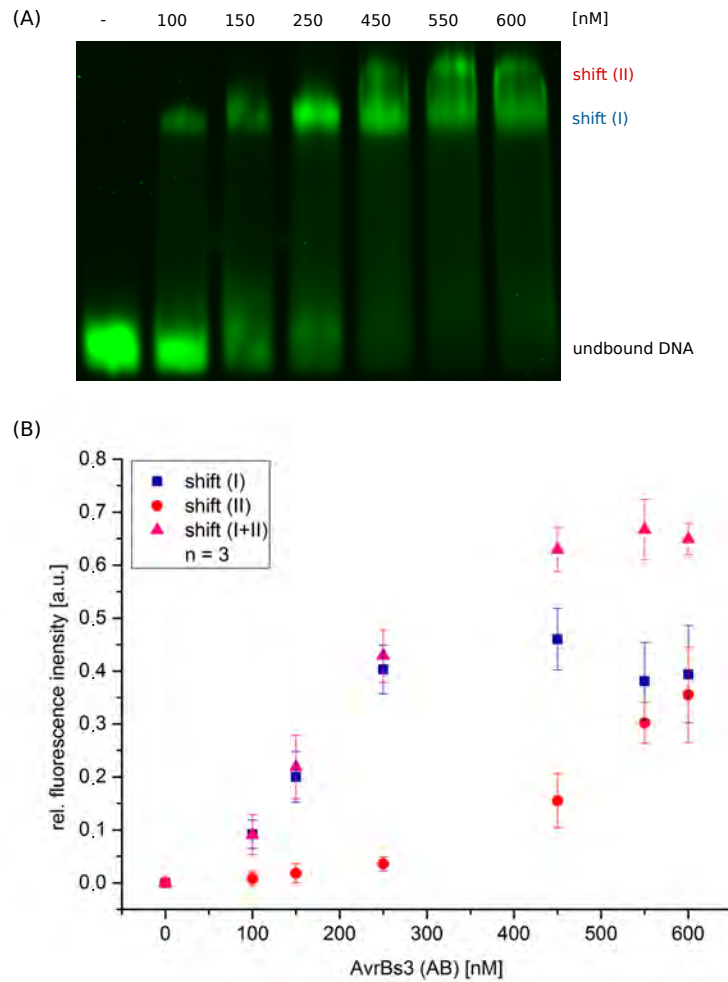 (A)
- 100 150 250 450 550 600 [nM]
shift (II)
shift (I)
undbound DNA
(B)
0.8
0.7
0.6
0.5
0.4
0.3
0.2
0.1
0.0
rel. fluorescence inensity [a.u.]
shift (I)
shift (II)
shift (I+II)
n = 3
0 100 200 300 400 500 600
AvrBs3 (AB) [nM]